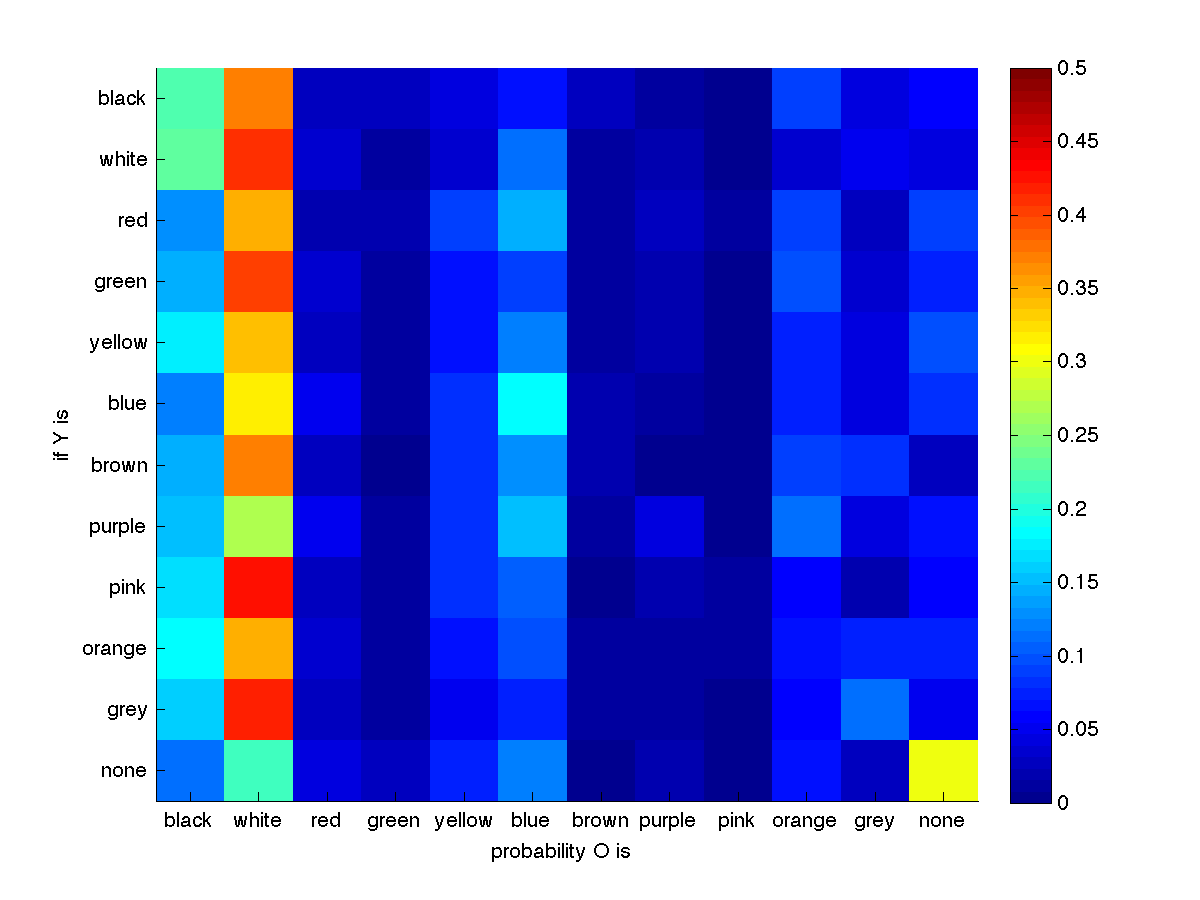 if Y is
black
white
red
green
yellow
blue
brown
purple
pink
orange
grey
none
black white red green yellow blue brown purple pink orange grey none
probability O is
0.5
0.45
0.4
0.35
0.3
0.25
0.2
0.15
0.1
0.05
0